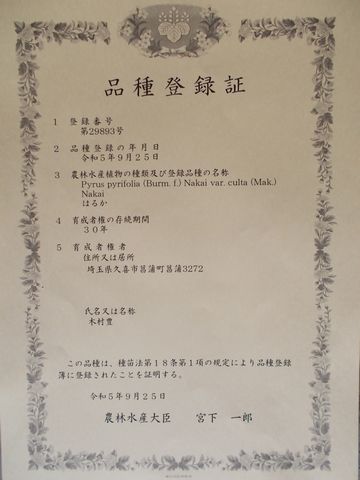 品種登録証
1 登録番号
第29893号
2 品種登録の年月日
令和5年9月25日
3 農林水産植物の種類及び登録品種の名称
Pyrus pyrifolia (Burm. f.) Nakai var. culta (Mak.)
Nakai
はるか
4 育成者権の存続期間
30年
5 育成者権者
住所又は居所
埼玉県久喜市菖蒲町菖蒲3272
氏名又は名称
木村豊
この品種は、種苗法第18条第1項の規定により品種登録
簿に登録されたことを証明する。
令和5年9月25日
農林水産大臣 宮下 一郎